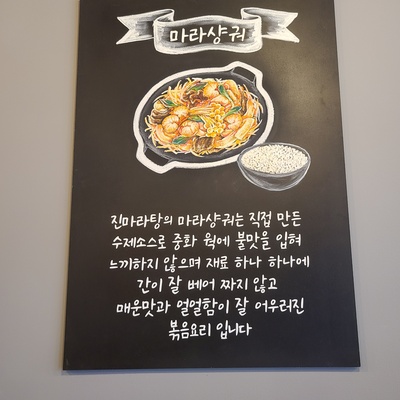 마라샹궈
진마라탕의 마라샹궈는 직접 만든
수제소스로 중화 웍에 불맛을 입혀
느끼하지 않으며 재료 하나 하나에
간이 잘 베어 짜지 않고
매운맛과 얼얼함이 잘 어우러진
볶음요리 입니다